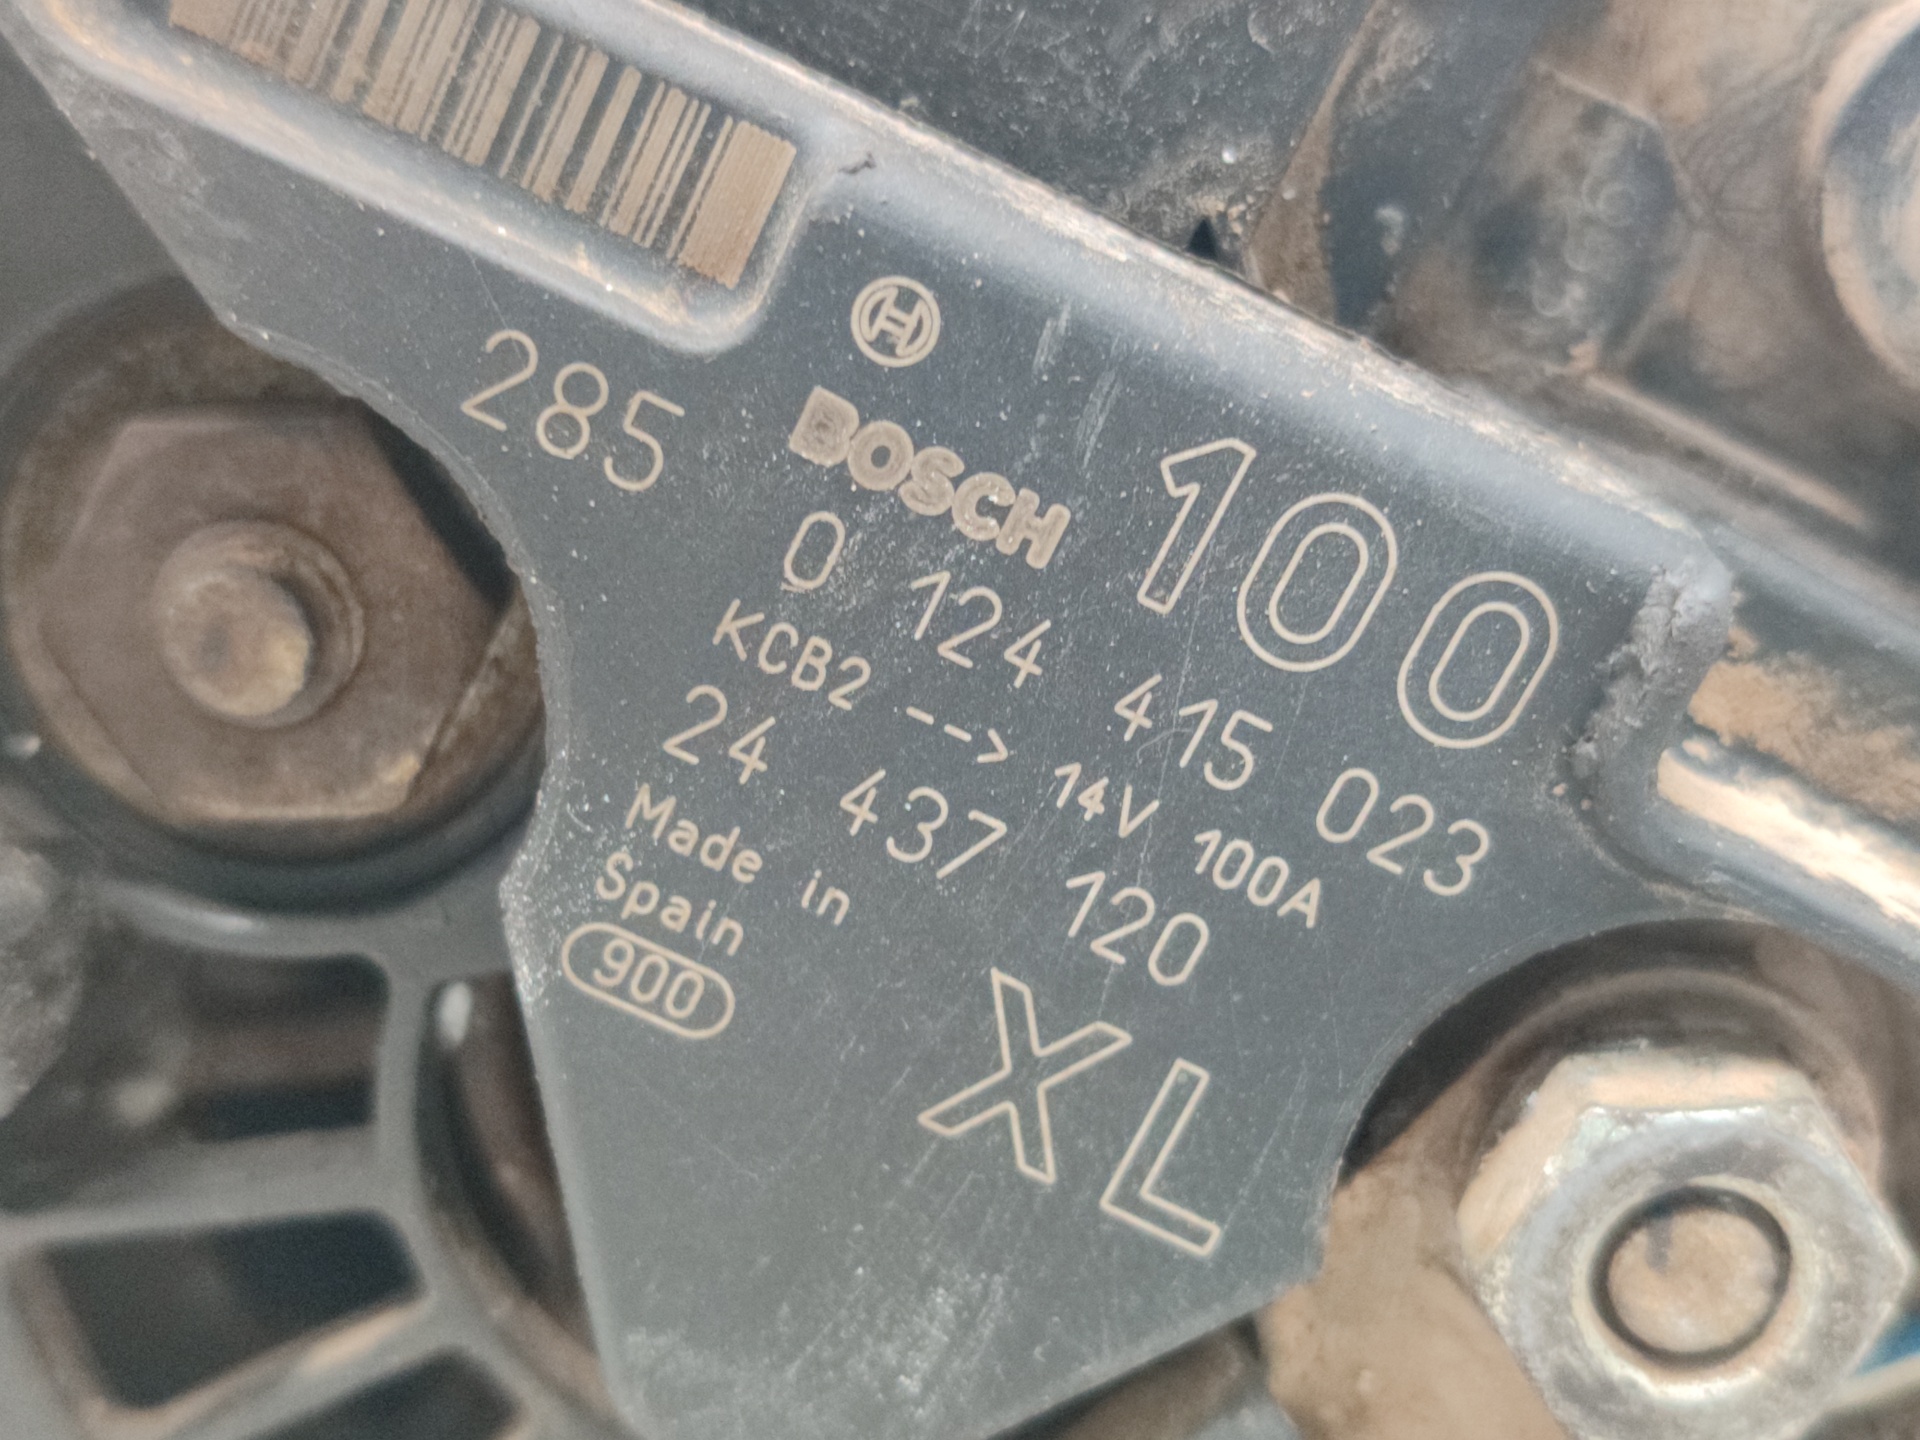 285
BOSCH
100
0 124 415 023
KCB2 --> 14V 100A
24 437 120
Made in
Spain
900
XL